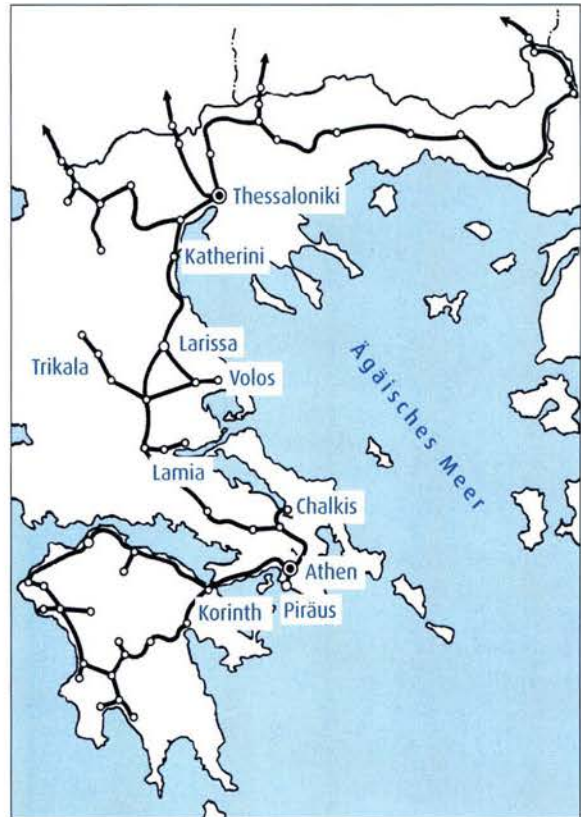 Thessaloniki
Katherini
Larissa
Trikala
Volos
Ägäisches Meer
Lamia
Chalkis
Athen
Korinth
Piräus